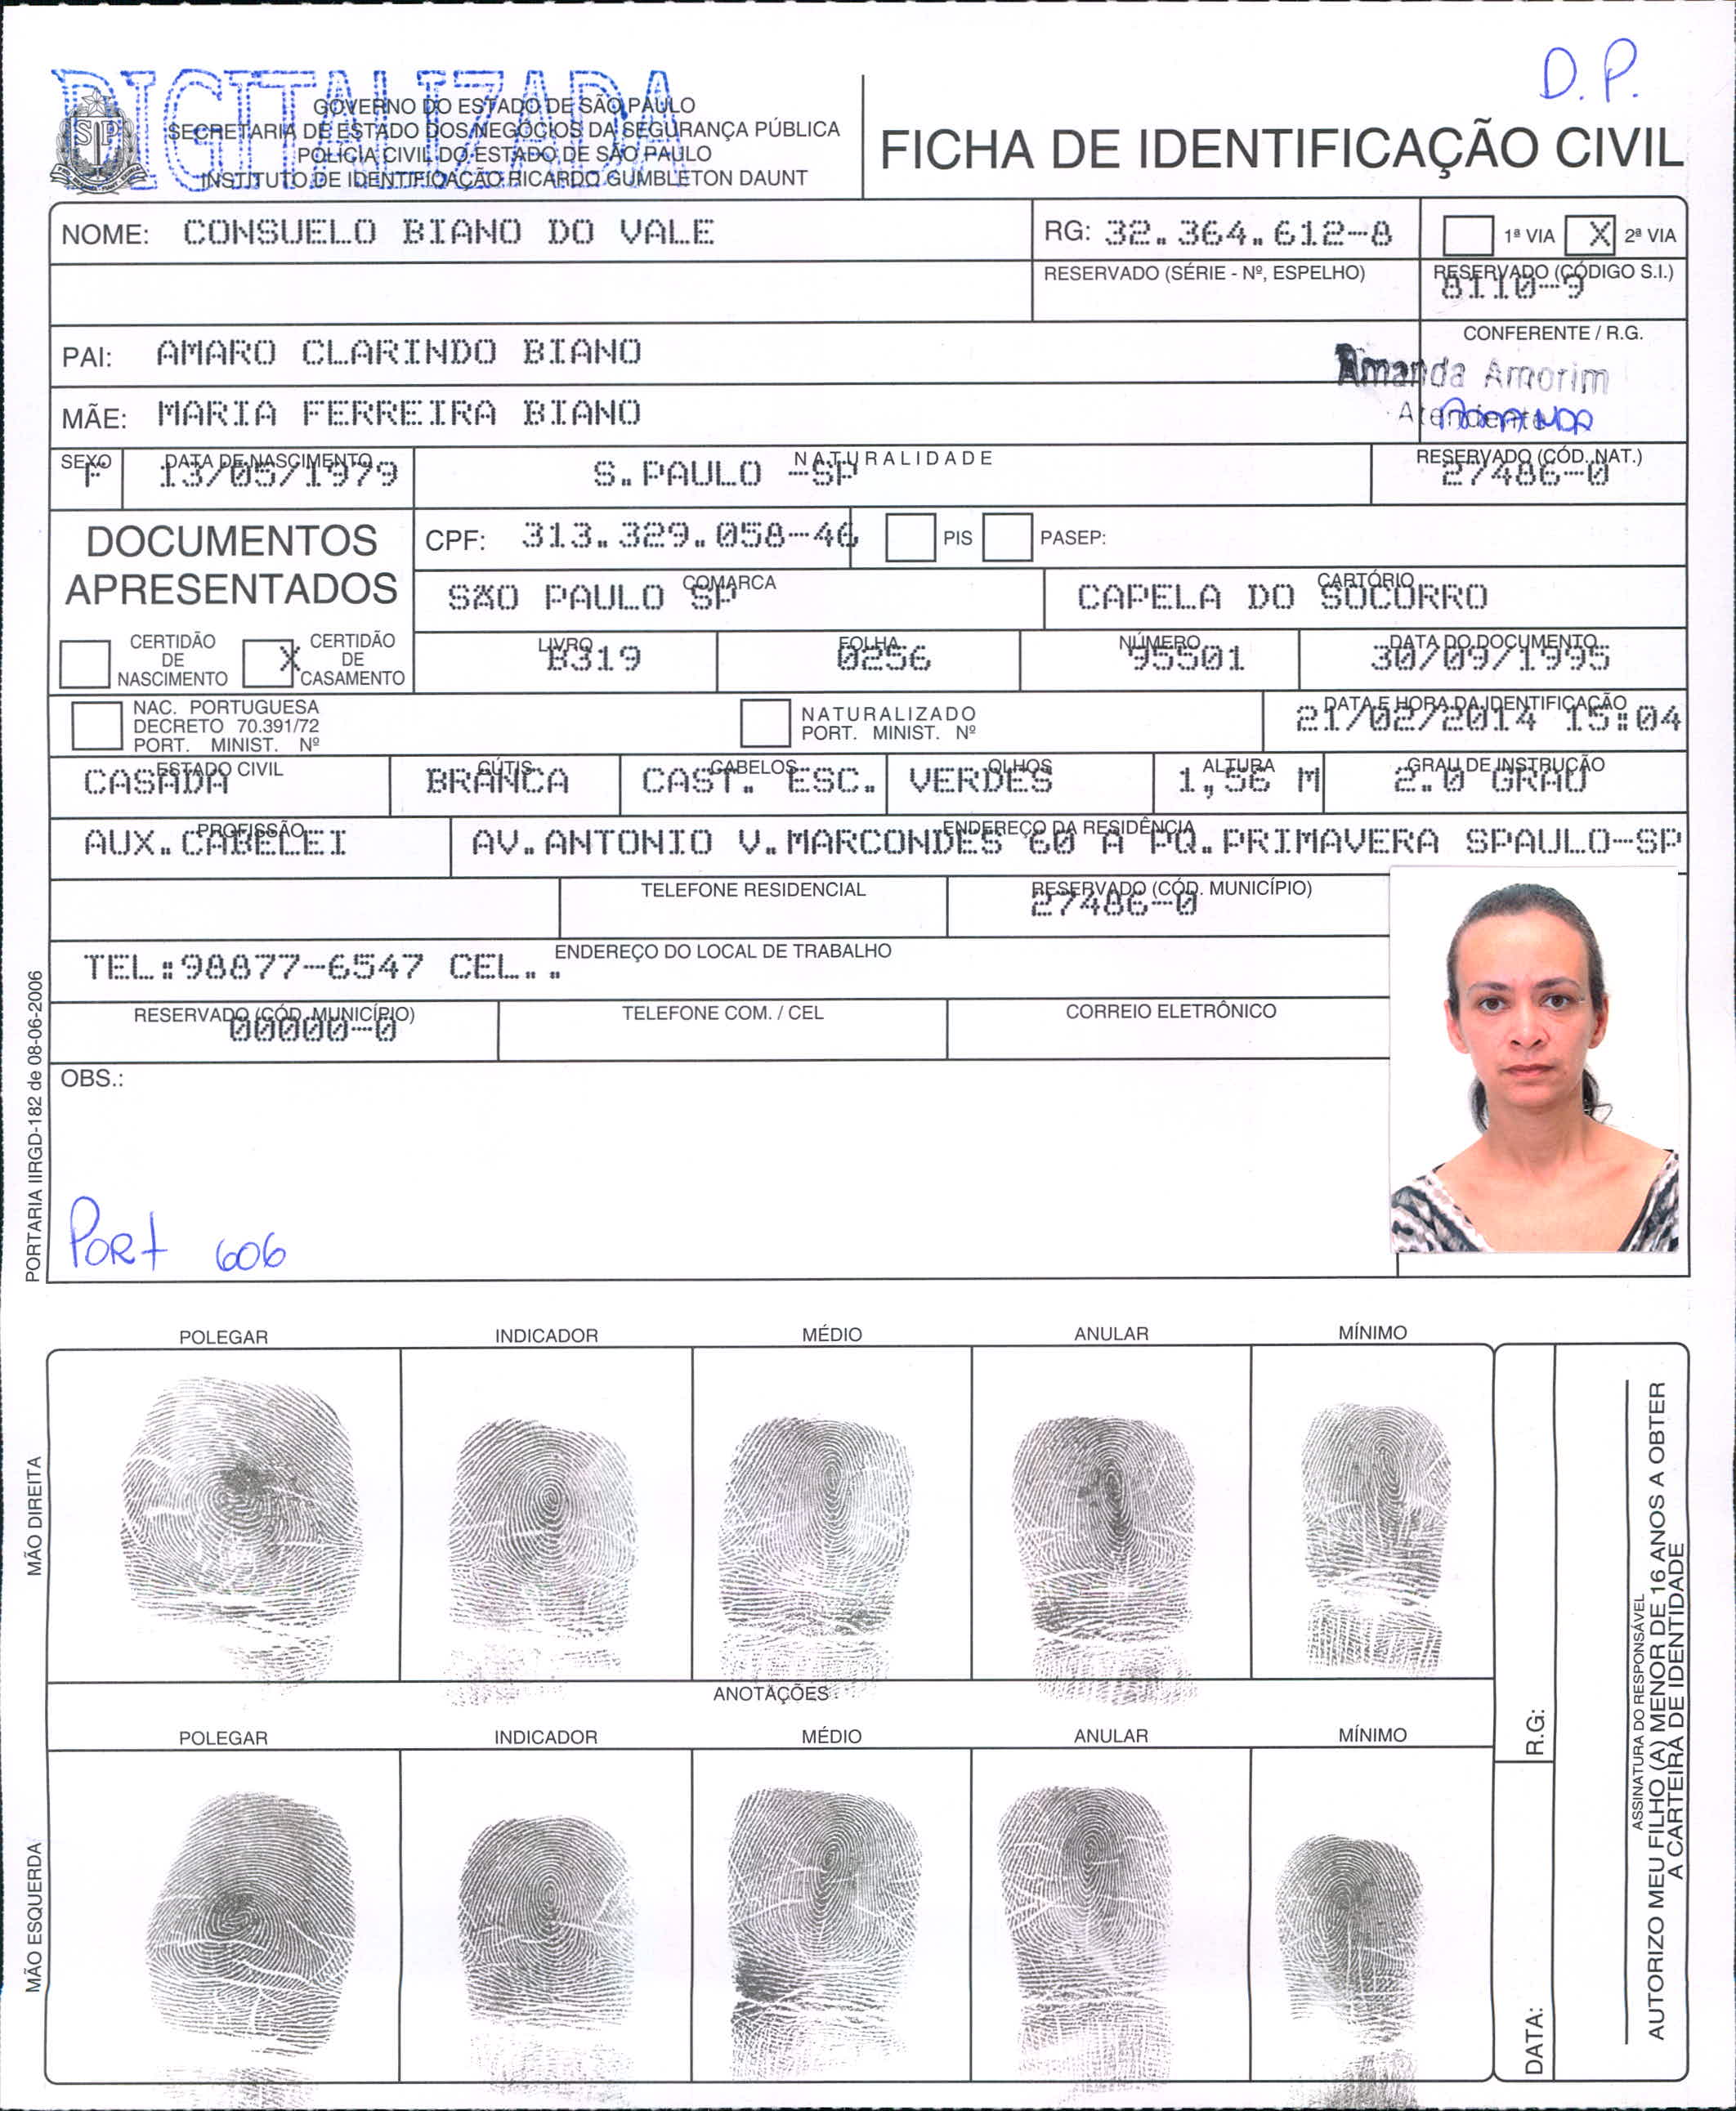 D.P.
DIGITALIZADA
GOVERNO DO ESTADO DE SÃO PAULO
SECRETARIA DE ESTADO DOS NEGÓCIOS DA SEGURANÇA PÚBLICA
POLÍCIA CIVIL DO ESTADO DE SÃO PAULO
INSTITUTO DE IDENTIFICAÇÃO RICARDO GUMBLETON DAUNT
SP
FICHA DE IDENTIFICAÇÃO CIVIL
NOME: CONSUELO BIANO DO VALE
RG: 32.364.612-8
1ª VIA X 2ª VIA
RESERVADO (SÉRIE - Nº, ESPELHO)
RESERVADO (CÓDIGO S.I.)
8110-9
PAI: AMARO CLARINDO BIANO
CONFERENTE / R.G.
Amanda Amorim
Atendente
MÃE: MARIA FERREIRA BIANO
SEXO
F
DATA DE NASCIMENTO
13/05/1979
NATURALIDADE
S.PAULO -SP
RESERVADO (CÓD. NAT.)
27486-0
DOCUMENTOS
APRESENTADOS
CPF: 313.329.058-46
PIS
PASEP:
COMARCA
SÃO PAULO SP
CARTÓRIO
CAPELA DO SOCORRO
CERTIDÃO
DE
NASCIMENTO
X
CERTIDÃO
DE
CASAMENTO
LIVRO
B319
FOLHA
0256
NÚMERO
95501
DATA DO DOCUMENTO
30/09/1995
NAC. PORTUGUESA
DECRETO 70.391/72
PORT. MINIST. Nº
NATURALIZADO
PORT. MINIST. Nº
DATA E HORA DA IDENTIFICAÇÃO
21/02/2014 15:04
ESTADO CIVIL
CASADA
CÚTIS
BRANCA
CABELOS
CAST. ESC.
OLHOS
VERDES
ALTURA
1,56 M
GRAU DE INSTRUÇÃO
2.0 GRAU
PROFISSÃO
AUX.CABELEI
ENDEREÇO DA RESIDÊNCIA
AV.ANTONIO V.MARCONDES 60 A PQ.PRIMAVERA SPAULO-SP
TELEFONE RESIDENCIAL
RESERVADO (CÓD. MUNICÍPIO)
27486-0
ENDEREÇO DO LOCAL DE TRABALHO
TEL:98877-6547 CEL..
RESERVADO (CÓD. MUNICÍPIO)
00000-0
TELEFONE COM. / CEL
CORREIO ELETRÔNICO
OBS.:
PORT 606
PORTARIA IIRGD-182 de 08-06-2006
POLEGAR INDICADOR MÉDIO ANULAR MÍNIMO
MÃO DIREITA
ANOTAÇÕES
POLEGAR INDICADOR MÉDIO ANULAR MÍNIMO
MÃO ESQUERDA
R.G:
DATA:
ASSINATURA DO RESPONSÁVEL
AUTORIZO MEU FILHO (A) MENOR DE 16 ANOS A OBTER
A CARTEIRA DE IDENTIDADE